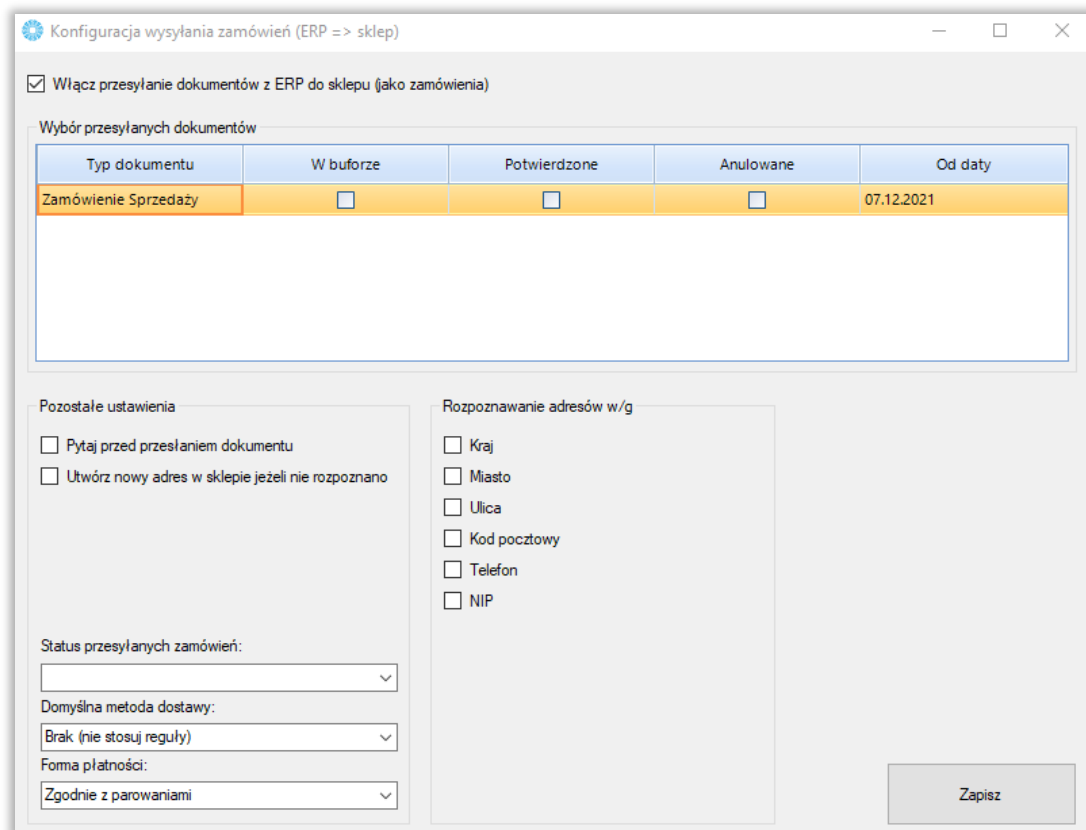 Konfiguracja wysyłania zamówień (ERP => sklep)
Włącz przesyłanie dokumentów z ERP do sklepu (jako zamówienia)
Wybór przesyłanych dokumentów
Typ dokumentu W buforze Potwierdzone Anulowane Od daty
Zamówienie Sprzedaży 07.12.2021
Pozostałe ustawienia
Pytaj przed przesłaniem dokumentu
Utwórz nowy adres w sklepie jeżeli nie rozpoznano
Status przesyłanych zamówień:
Domyślna metoda dostawy:
Brak (nie stosuj reguły)
Forma płatności:
Zgodnie z parowaniami
Rozpoznawanie adresów w/g
Kraj
Miasto
Ulica
Kod pocztowy
Telefon
NIP
Zapisz